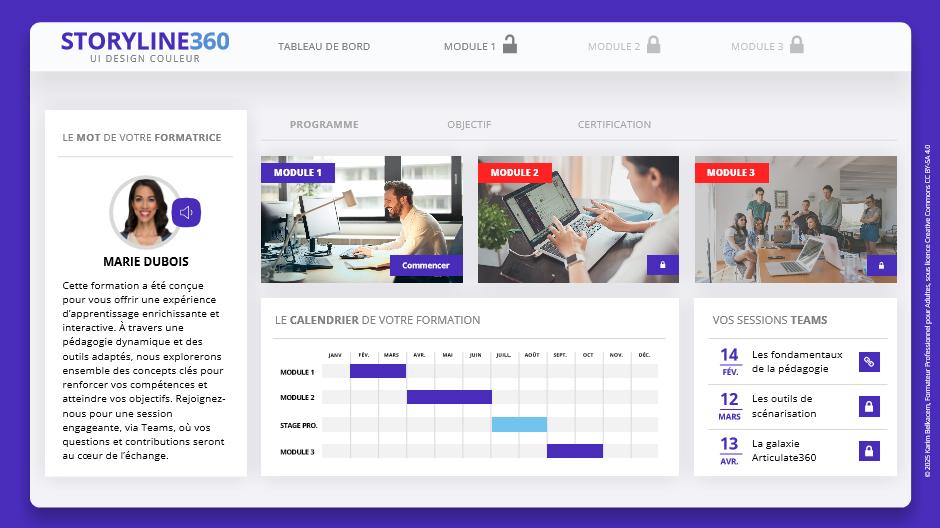 STORYLINE360
UI DESIGN COULEUR
TABLEAU DE BORD
MODULE 1
MODULE 2
MODULE 3
LE MOT DE VOTRE FORMATRICE
MARIE DUBOIS
Cette formation a été conçue
pour vous offrir une expérience
d'apprentissage enrichissante et
interactive. À travers une
pédagogie dynamique et des
outils adaptés, nous explorerons
ensemble des concepts clés pour
renforcer vos compétences et
atteindre vos objectifs. Rejoignez-
nous pour une session
engageante, via Teams, où vos
questions et contributions seront
au cœur de l'échange.
PROGRAMME
OBJECTIF
CERTIFICATION
MODULE 1
Commencer
MODULE 2
MODULE 3
LE CALENDRIER DE VOTRE FORMATION
JANV FÉV. MARS AVR. MAI JUIN JUILL. AOÛT SEPT. OCT NOV. DÉC.
MODULE 1
MODULE 2
STAGE PRO.
MODULE 3
VOS SESSIONS TEAMS
14 FÉV.
Les fondamentaux
de la pédagogie
12 MARS
Les outils de
scénarisation
13 AVR.
La galaxie
Articulate360
© 2025 Karim Belkacem, Formateur Professionnel pour Adultes, sous licence Creative Commons CC BY-SA 4.0